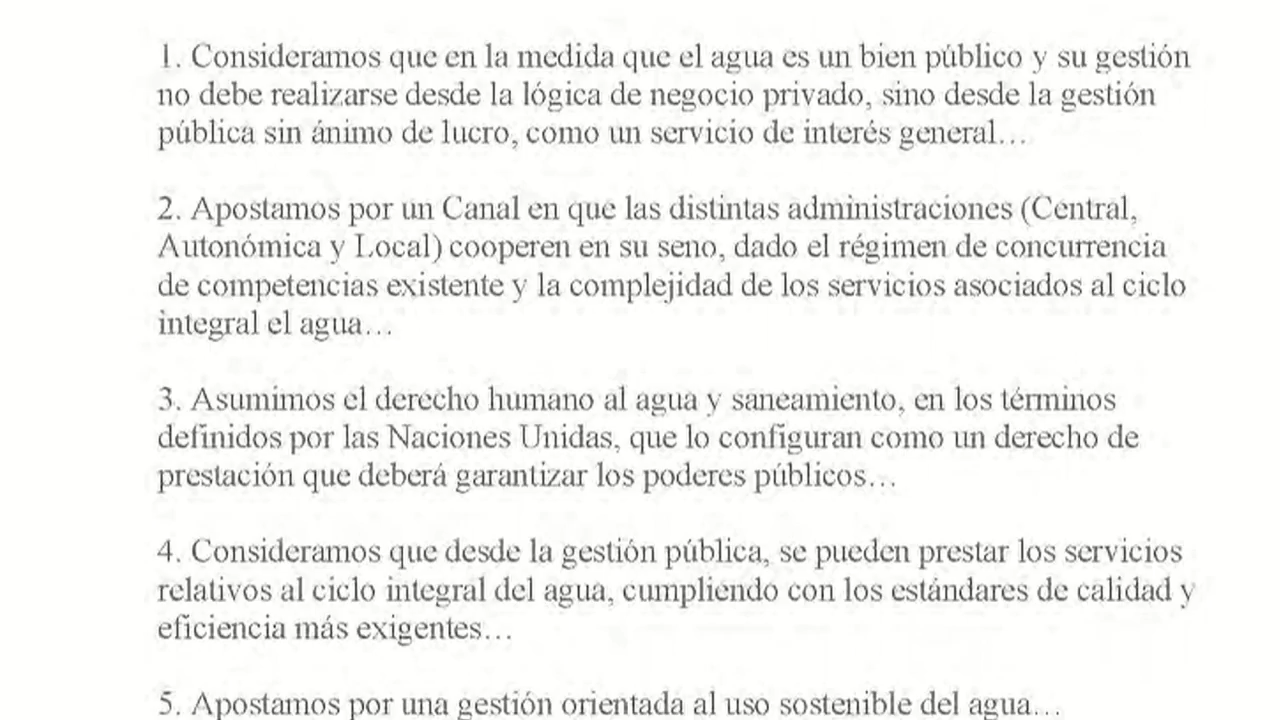 1. Consideramos que en la medida que el agua es un bien público y su gestión
no debe realizarse desde la lógica de negocio privado, sino desde la gestión
pública sin ánimo de lucro, como un servicio de interés general…
2. Apostamos por un Canal en que las distintas administraciones (Central,
Autonómica y Local) cooperen en su seno, dado el régimen de concurrencia
de competencias existente y la complejidad de los servicios asociados al ciclo
integral el agua…
3. Asumimos el derecho humano al agua y saneamiento, en los términos
definidos por las Naciones Unidas, que lo configuran como un derecho de
prestación que deberá garantizar los poderes públicos…
4. Consideramos que desde la gestión pública, se pueden prestar los servicios
relativos al ciclo integral del agua, cumpliendo con los estándares de calidad y
eficiencia más exigentes…
5. Apostamos por una gestión orientada al uso sostenible del agua…